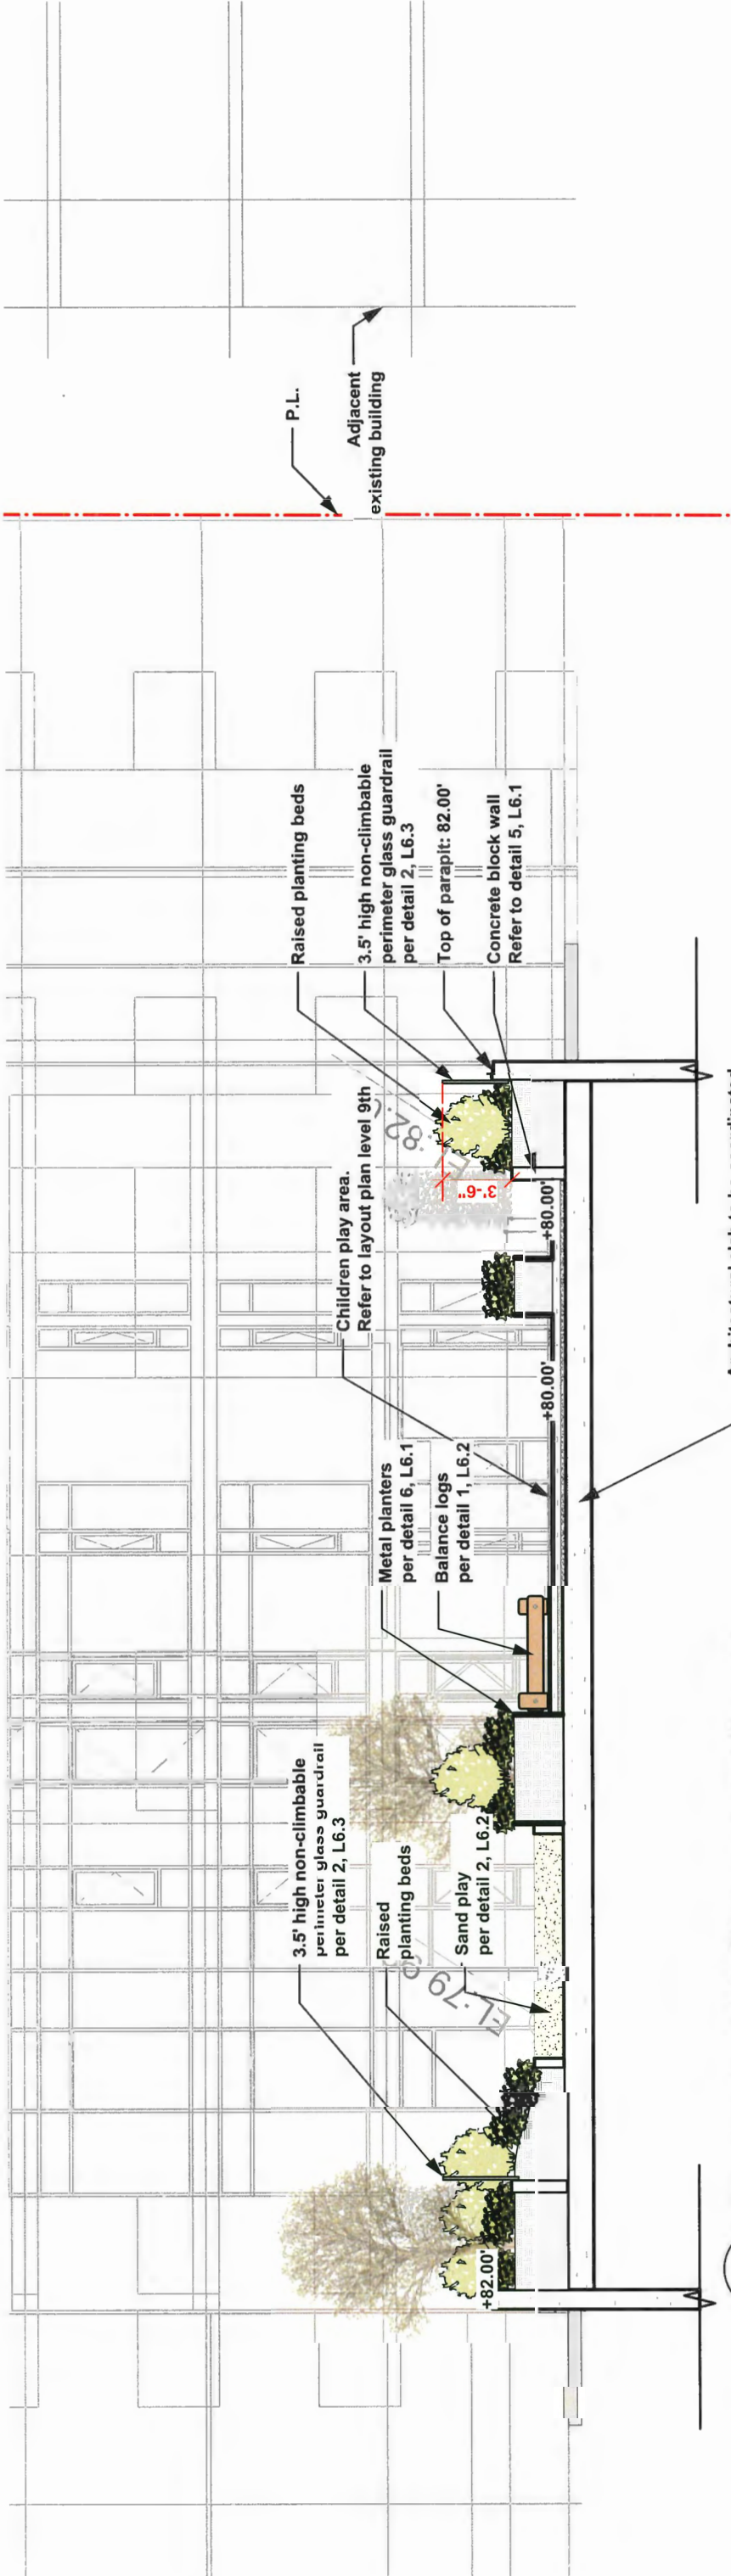 3.5' high non-climbable
perimeter glass guardrail
per detail 2, L6.3
Raised
planting beds
Sand play
per detail 2, L6.2
+82.00'
Metal planters
per detail 6, L6.1
Balance logs
per detail 1, L6.2
Children play area.
Refer to layout plan level 9th
+80.00'
+80.00'
3'-6"
Raised planting beds
3.5' high non-climbable
perimeter glass guardrail
per detail 2, L6.3
Top of parapit: 82.00'
Concrete block wall
Refer to detail 5, L6.1
P.L.
Adjacent
existing building